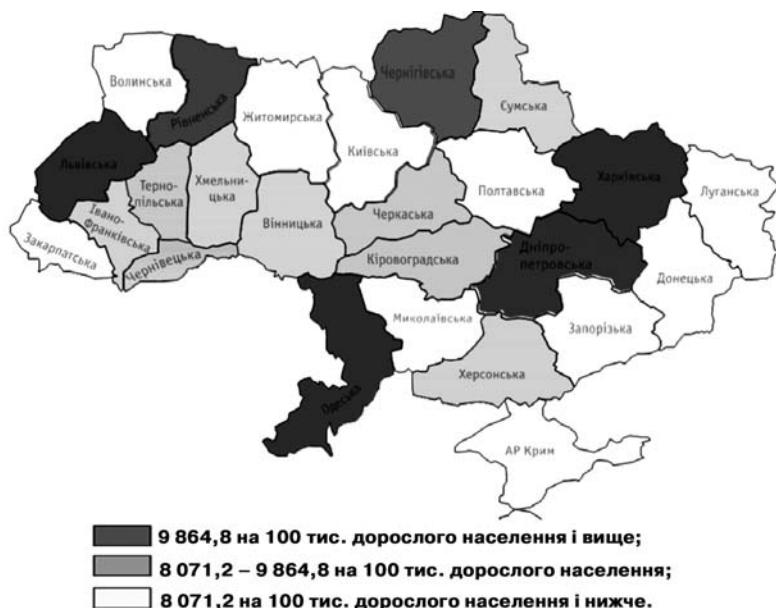 Волинська
Рівненська
Житомирська
Київська
Чернігівська
Сумська
Львівська
Терно-
пільська
Хмельни-
цька
Івано-
Франківська
Закарпатська
Чернівецька
Вінницька
Черкаська
Полтавська
Харківська
Луганська
Кіровоградська
Дніпро-
петровська
Донецька
Миколаївська
Запорізька
Одеська
Херсонська
АР Крим
9 864,8 на 100 тис. дорослого населення і вище;
8 071,2 – 9 864,8 на 100 тис. дорослого населення;
8 071,2 на 100 тис. дорослого населення і нижче.